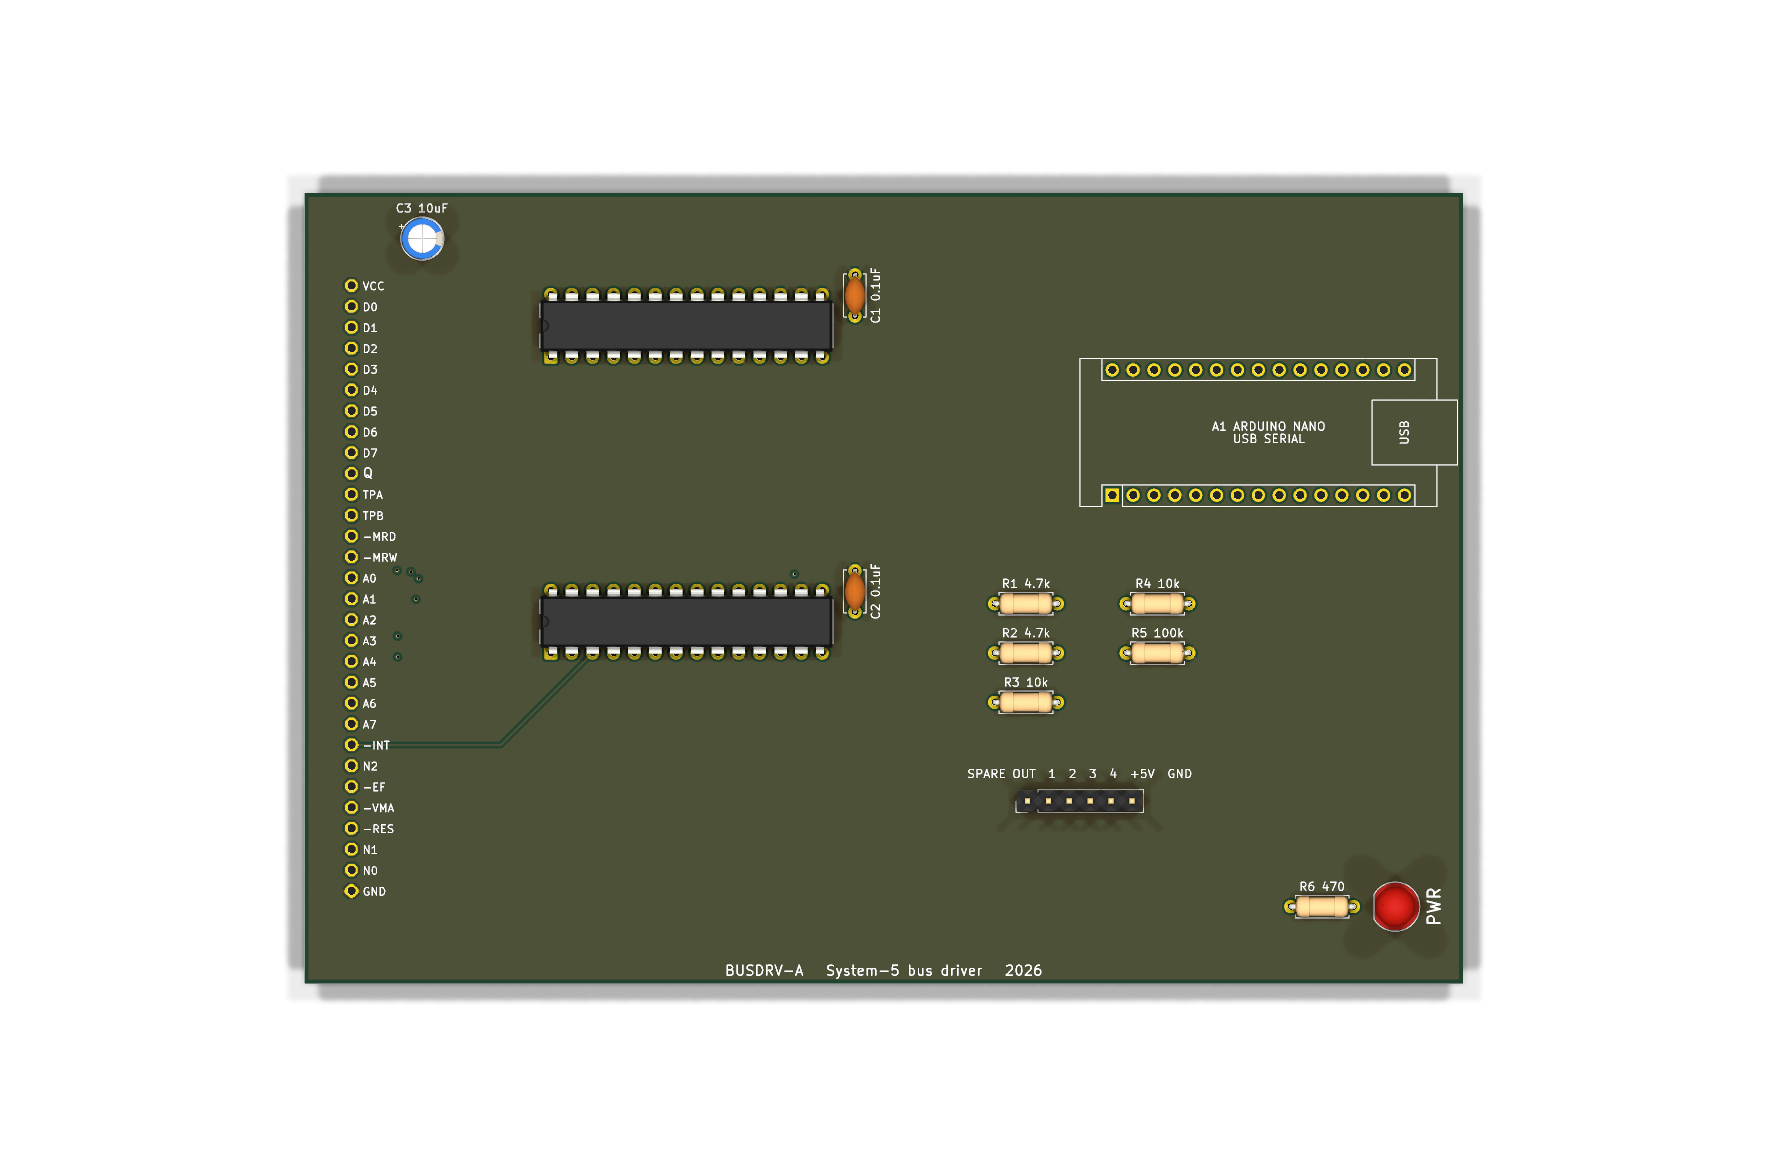 C3 10uF
+
C1 0.1uF
VCC
D0
D1
D2
D3
D4
D5
D6
D7
Q
TPA
TPB
-MRD
-MRW
A0
A1
A2
A3
A4
A5
A6
A7
-INT
N2
-EF
-VMA
-RES
N1
N0
GND
A1 ARDUINO NANO
USB SERIAL
USB
C2 0.1uF
R1 4.7k
R4 10k
R2 4.7k
R5 100k
R3 10k
SPARE OUT 1 2 3 4 +5V GND
R6 470
PWR
BUSDRV-A System-5 bus driver 2026